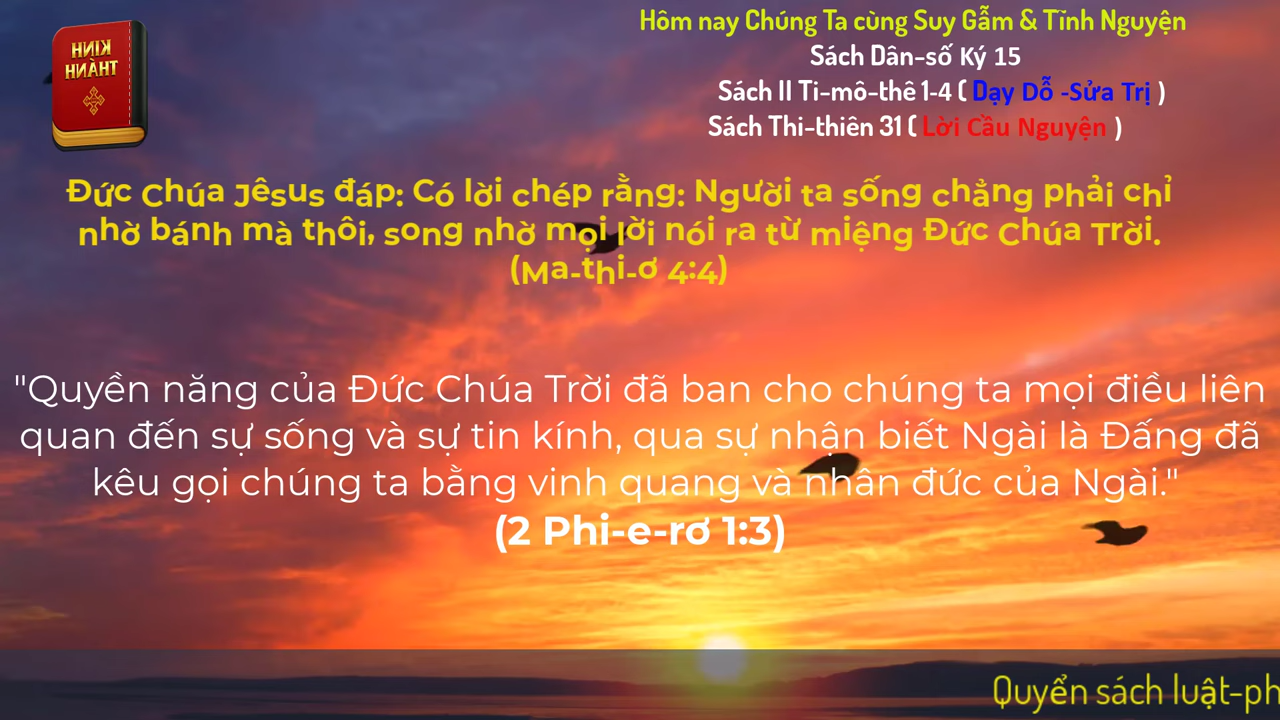 KINH
THÁNH
Hôm nay Chúng Ta cùng Suy Gẫm & Tĩnh Nguyện
Sách Dân-số Ký 15
Sách II Ti-mô-thê 1-4 ( Dạy Dỗ -Sửa Trị )
Sách Thi-thiên 31 ( Lời Cầu Nguyện )
Đức Chúa Jêsus đáp: Có lời chép rằng: Người ta sống chẳng phải chỉ
nhờ bánh mà thôi, song nhờ mọi lời nói ra từ miệng Đức Chúa Trời.
(Ma-thi-ơ 4:4)
"Quyền năng của Đức Chúa Trời đã ban cho chúng ta mọi điều liên
quan đến sự sống và sự tin kính, qua sự nhận biết Ngài là Đấng đã
kêu gọi chúng ta bằng vinh quang và nhân đức của Ngài."
(2 Phi-e-rơ 1:3)
Quyển sách luật-ph